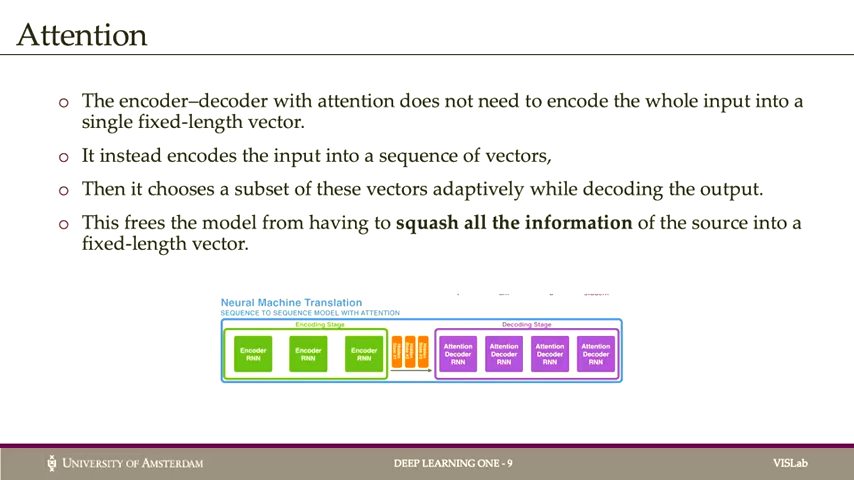 Attention
The encoder–decoder with attention does not need to encode the whole input into a
single fixed-length vector.
It instead encodes the input into a sequence of vectors,
Then it chooses a subset of these vectors adaptively while decoding the output.
This frees the model from having to squash all the information of the source into a
fixed-length vector.
Neural Machine Translation
SEQUENCE TO SEQUENCE MODEL WITH ATTENTION
Encoding Stage
Decoding Stage
Encoder
RNN
Encoder
RNN
Encoder
RNN
Attention
Decoder
RNN
Attention
Decoder
RNN
Attention
Decoder
RNN
Attention
Decoder
RNN
UNIVERSITY OF AMSTERDAM
DEEP LEARNING ONE - 9
VISLab